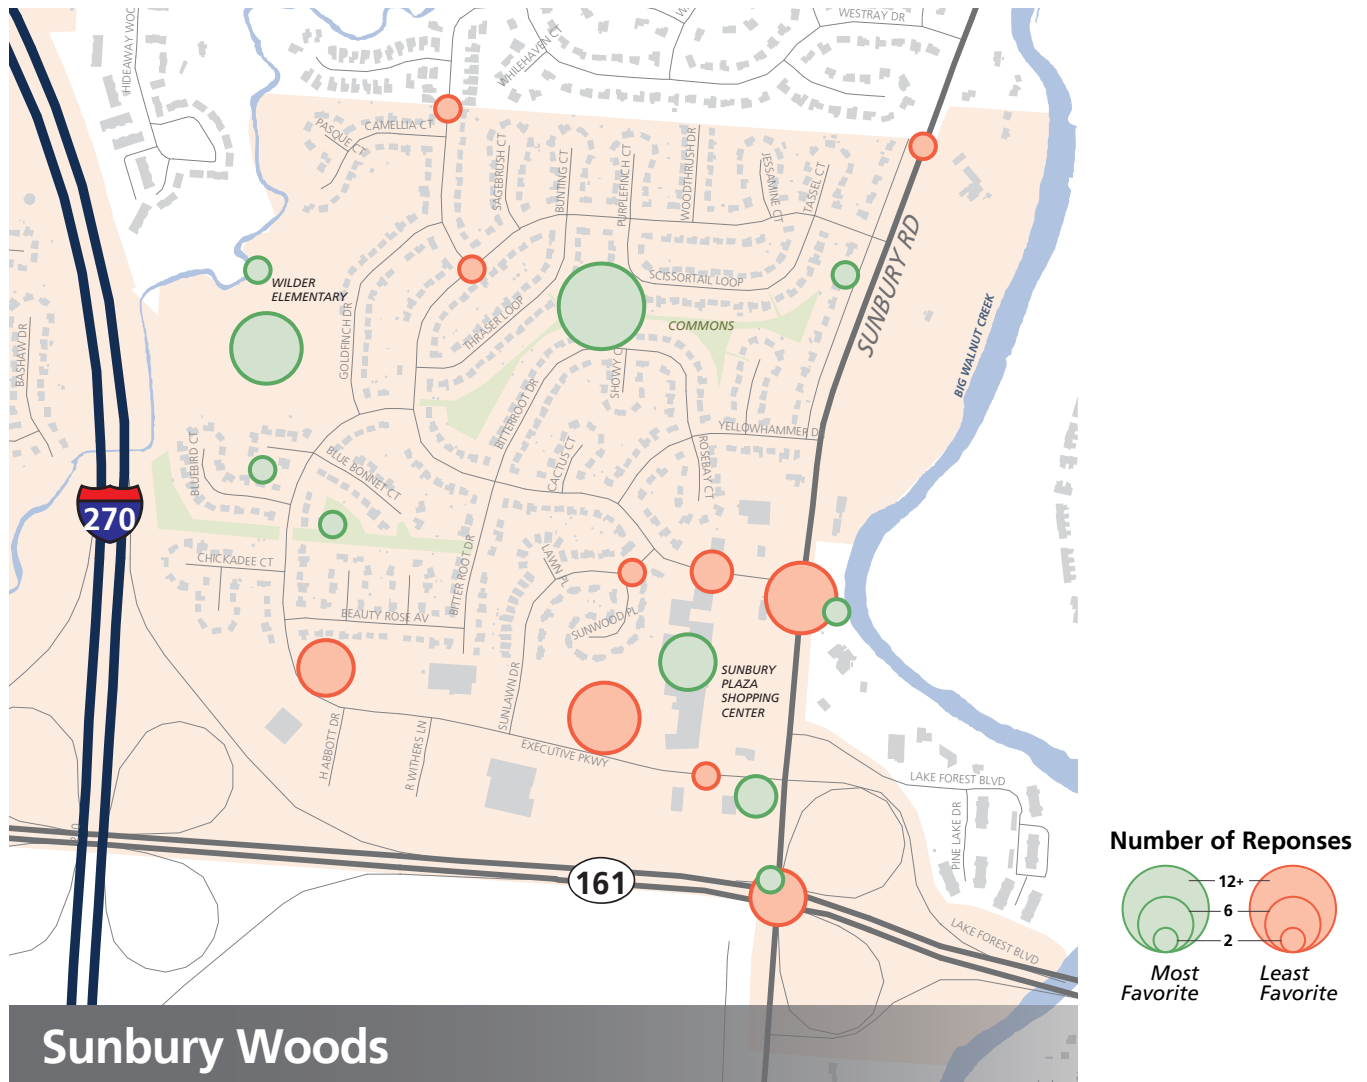 WESTRAY DR
HIDEAWAY WOO
WHILEHAVEN CT
W
PASQUE CT
CAMELLIA CT
SAGEBRUSH CT
BUNTING CT
PURPLEFINCH CT
WOODTHRUSH DR
JESSAMINE CT
TASSEL CT
SUNBURY RD
WILDER
ELEMENTARY
SCISSORTAIL LOOP
COMMONS
THRASER LOOP
GOLDFINCH DR
BASHAW DR
BIG WALNUT CREEK
SHOWY C
BITTERROOT DR
YELLOWHAMMER D
ROSEBAY CT
CACTUS CT
BLUEBIRD CT
BLUE BONNET CT
270
CHICKADEE CT
BITTER ROOT DR
LAWN PL
BEAUTY ROSE AV
SUNWOOD PL
SUNLAWN DR
SUNBURY
PLAZA
SHOPPING
CENTER
H ABBOTT DR
R WITHERS LN
EXECUTIVE PKWY
LAKE FOREST BLVD
PINE LAKE DR
161
LAKE FOREST BLVD
Number of Reponses
12+
6
2
Most
Favorite
Least
Favorite
Sunbury Woods